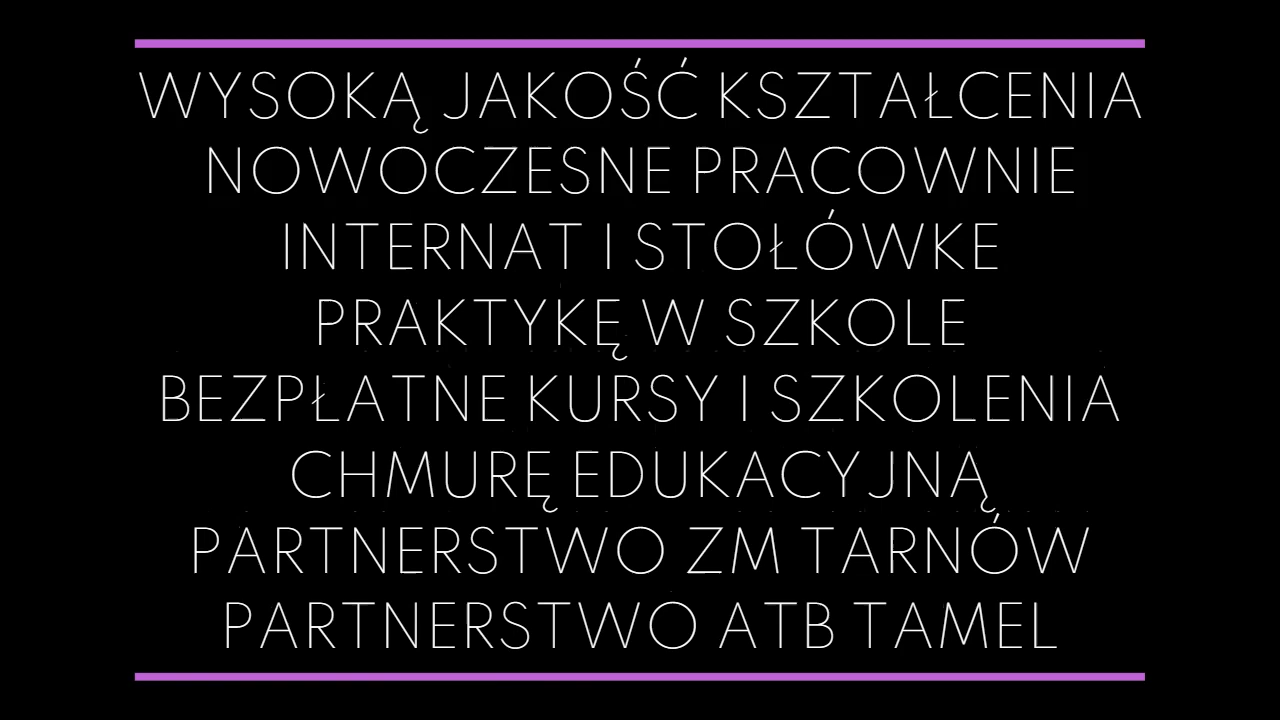 WYSOKĄ JAKOŚĆ KSZTAŁCENIA
NOWOCZESNE PRACOWNIE
INTERNAT I STOŁÓWKE
PRAKTYKĘ W SZKOLE
BEZPŁATNE KURSY I SZKOLENIA
CHMURĘ EDUKACYJNĄ
PARTNERSTWO ZM TARNÓW
PARTNERSTWO ATB TAMEL